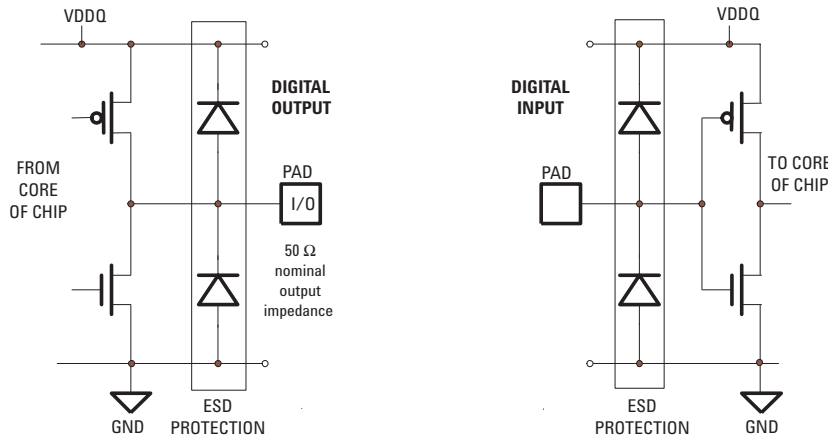 VDDQ
DIGITAL
OUTPUT
FROM
CORE
OF CHIP
PAD
I/O
50 Ω
nominal
output
impedance
GND
ESD
PROTECTION
VDDQ
DIGITAL
INPUT
PAD
TO CORE
OF CHIP
ESD
PROTECTION
GND